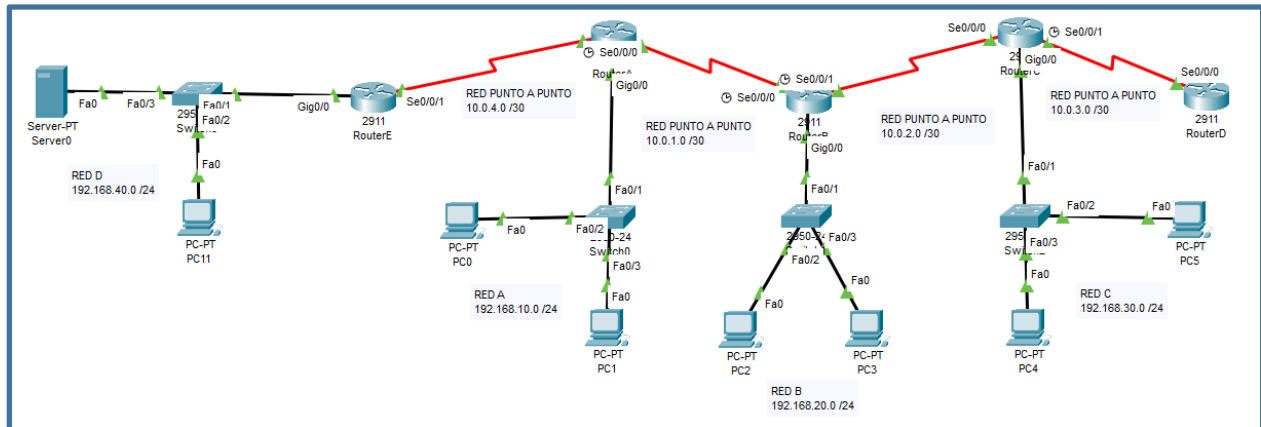 Server-PT
Server0
Fa0
Fa0/3
Fa0/1
Fa0/2
Fa0
PC-PT
PC11
RED D
192.168.40.0 /24
Gig0/0
Se0/0/1
2911
RouterE
RED PUNTO A PUNTO
10.0.4.0 /30
Se0/0/0
Gig0/0
Fa0/1
Fa0/2
Fa0
PC-PT
PC0
Switch0
Fa0/3
Fa0
PC-PT
PC1
RED A
192.168.10.0 /24
RED PUNTO A PUNTO
10.0.1.0 /30
Se0/0/0
Se0/0/1
2911
Gig0/0
Fa0/1
Fa0/3
Fa0/2
Fa0
Fa0
PC-PT
PC2
PC-PT
PC3
RED B
192.168.20.0 /24
RED PUNTO A PUNTO
10.0.2.0 /30
Se0/0/0
Se0/0/1
Gig0/0
RED PUNTO A PUNTO
10.0.3.0 /30
Se0/0/0
2911
RouterD
Fa0/1
Fa0/2
Fa0
PC-PT
PC5
Fa0/3
Fa0
PC-PT
PC4
RED C
192.168.30.0 /24